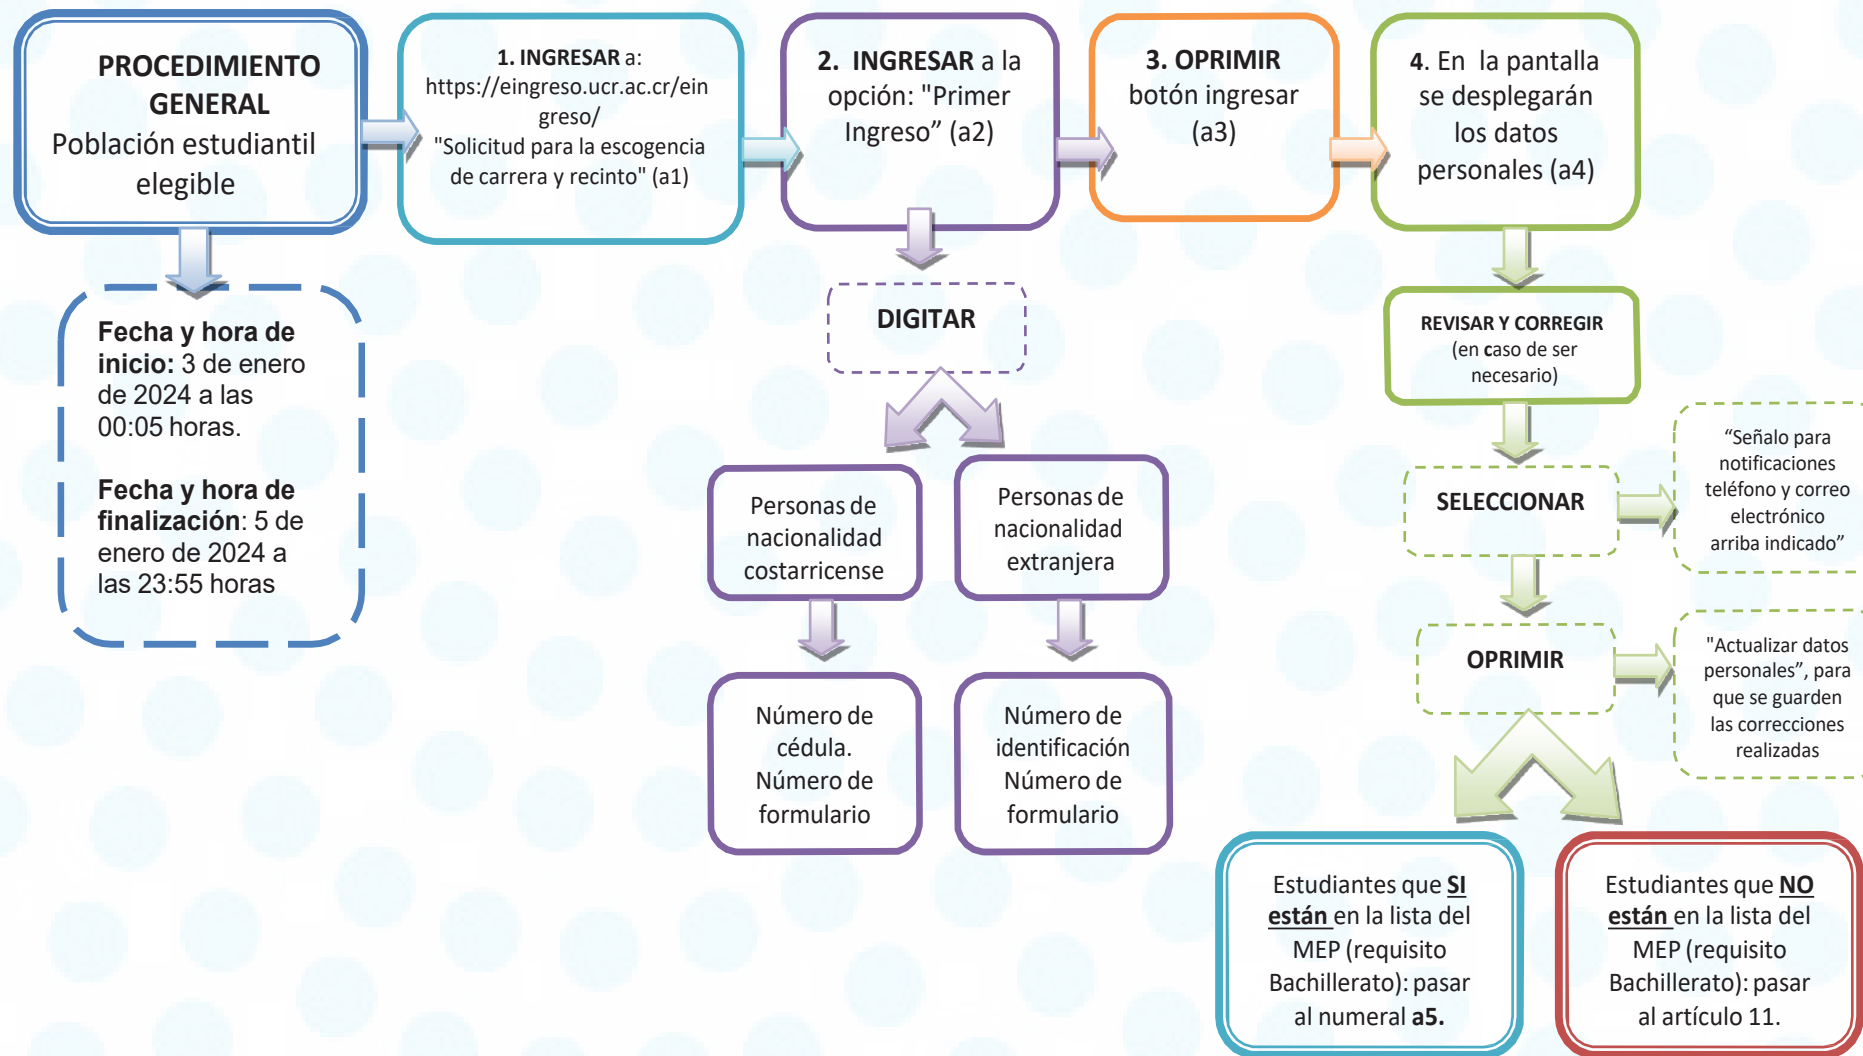 PROCEDIMIENTO
GENERAL
Población estudiantil
elegible
Fecha y hora de
inicio: 3 de enero
de 2024 a las
00:05 horas.
Fecha y hora de
finalización: 5 de
enero de 2024 a
las 23:55 horas
1. INGRESAR a:
https://eingreso.ucr.ac.cr/ein
greso/
"Solicitud para la escogencia
de carrera y recinto" (a1)
2. INGRESAR a la
opción: "Primer
Ingreso” (a2)
DIGITAR
Personas de
nacionalidad
costarricense
Número de
cédula.
Número de
formulario
Personas de
nacionalidad
extranjera
Número de
identificación
Número de
formulario
3. OPRIMIR
botón ingresar
(a3)
4. En la pantalla
se desplegarán
los datos
personales (a4)
REVISAR Y CORREGIR
(en caso de ser
necesario)
SELECCIONAR
“Señalo para
notificaciones
teléfono y correo
electrónico
arriba indicado”
OPRIMIR
"Actualizar datos
personales”, para
que se guarden
las correcciones
realizadas
Estudiantes que SI
están en la lista del
MEP (requisito
Bachillerato): pasar
al numeral a5.
Estudiantes que NO
están en la lista del
MEP (requisito
Bachillerato): pasar
al artículo 11.